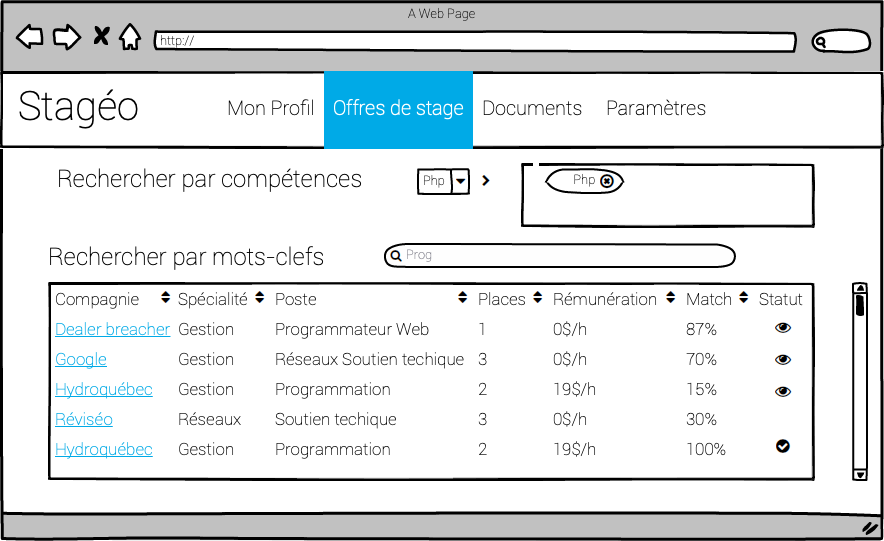 A Web Page
http://
Stagéo Mon Profil Offres de stage Documents Paramètres
Rechercher par compétences Php Php
Rechercher par mots-clefs Prog
Compagnie Spécialité Poste Places Rémunération Match Statut
Dealer breacher Gestion Programmateur Web 1 0$/h 87%
Google Gestion Réseaux Soutien techique 3 0$/h 70%
Hydroquébec Gestion Programmation 2 19$/h 15%
Réviséo Réseaux Soutien techique 3 0$/h 30%
Hydroquébec Gestion Programmation 2 19$/h 100%